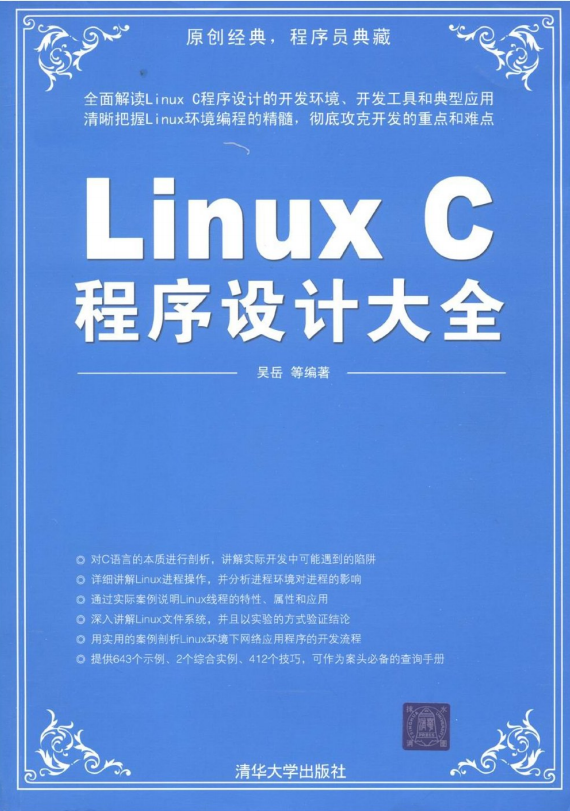 原创经典，程序员典藏
全面解读Linux C程序设计的开发环境、开发工具和典型应用
清晰把握Linux环境编程的精髓，彻底攻克开发的重点和难点
Linux C
程序设计大全
吴岳 等编著
◎ 对C语言的本质进行剖析，讲解实际开发中可能遇到的陷阱
◎ 详细讲解Linux进程操作，并分析进程环境对进程的影响
◎ 通过实际案例说明Linux线程的特性、属性和应用
◎ 深入讲解Linux文件系统，并且以实验的方式验证结论
◎ 用实用的案例剖析Linux环境下网络应用程序的开发流程
◎ 提供643个示例、2个综合实例、412个技巧，可作为案头必备的查询手册
清华大学出版社